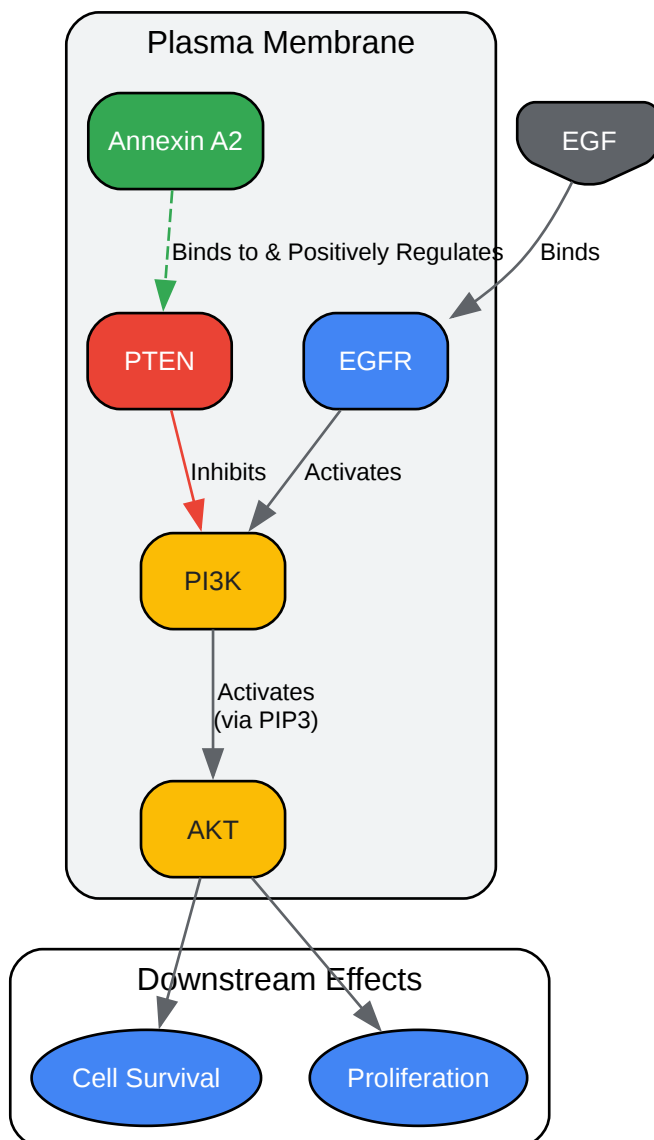 Plasma Membrane
Annexin A2
EGF
Binds to & Positively Regulates
Binds
PTEN
EGFR
Inhibits
Activates
PI3K
Activates
(via PIP3)
AKT
Downstream Effects
Cell Survival
Proliferation